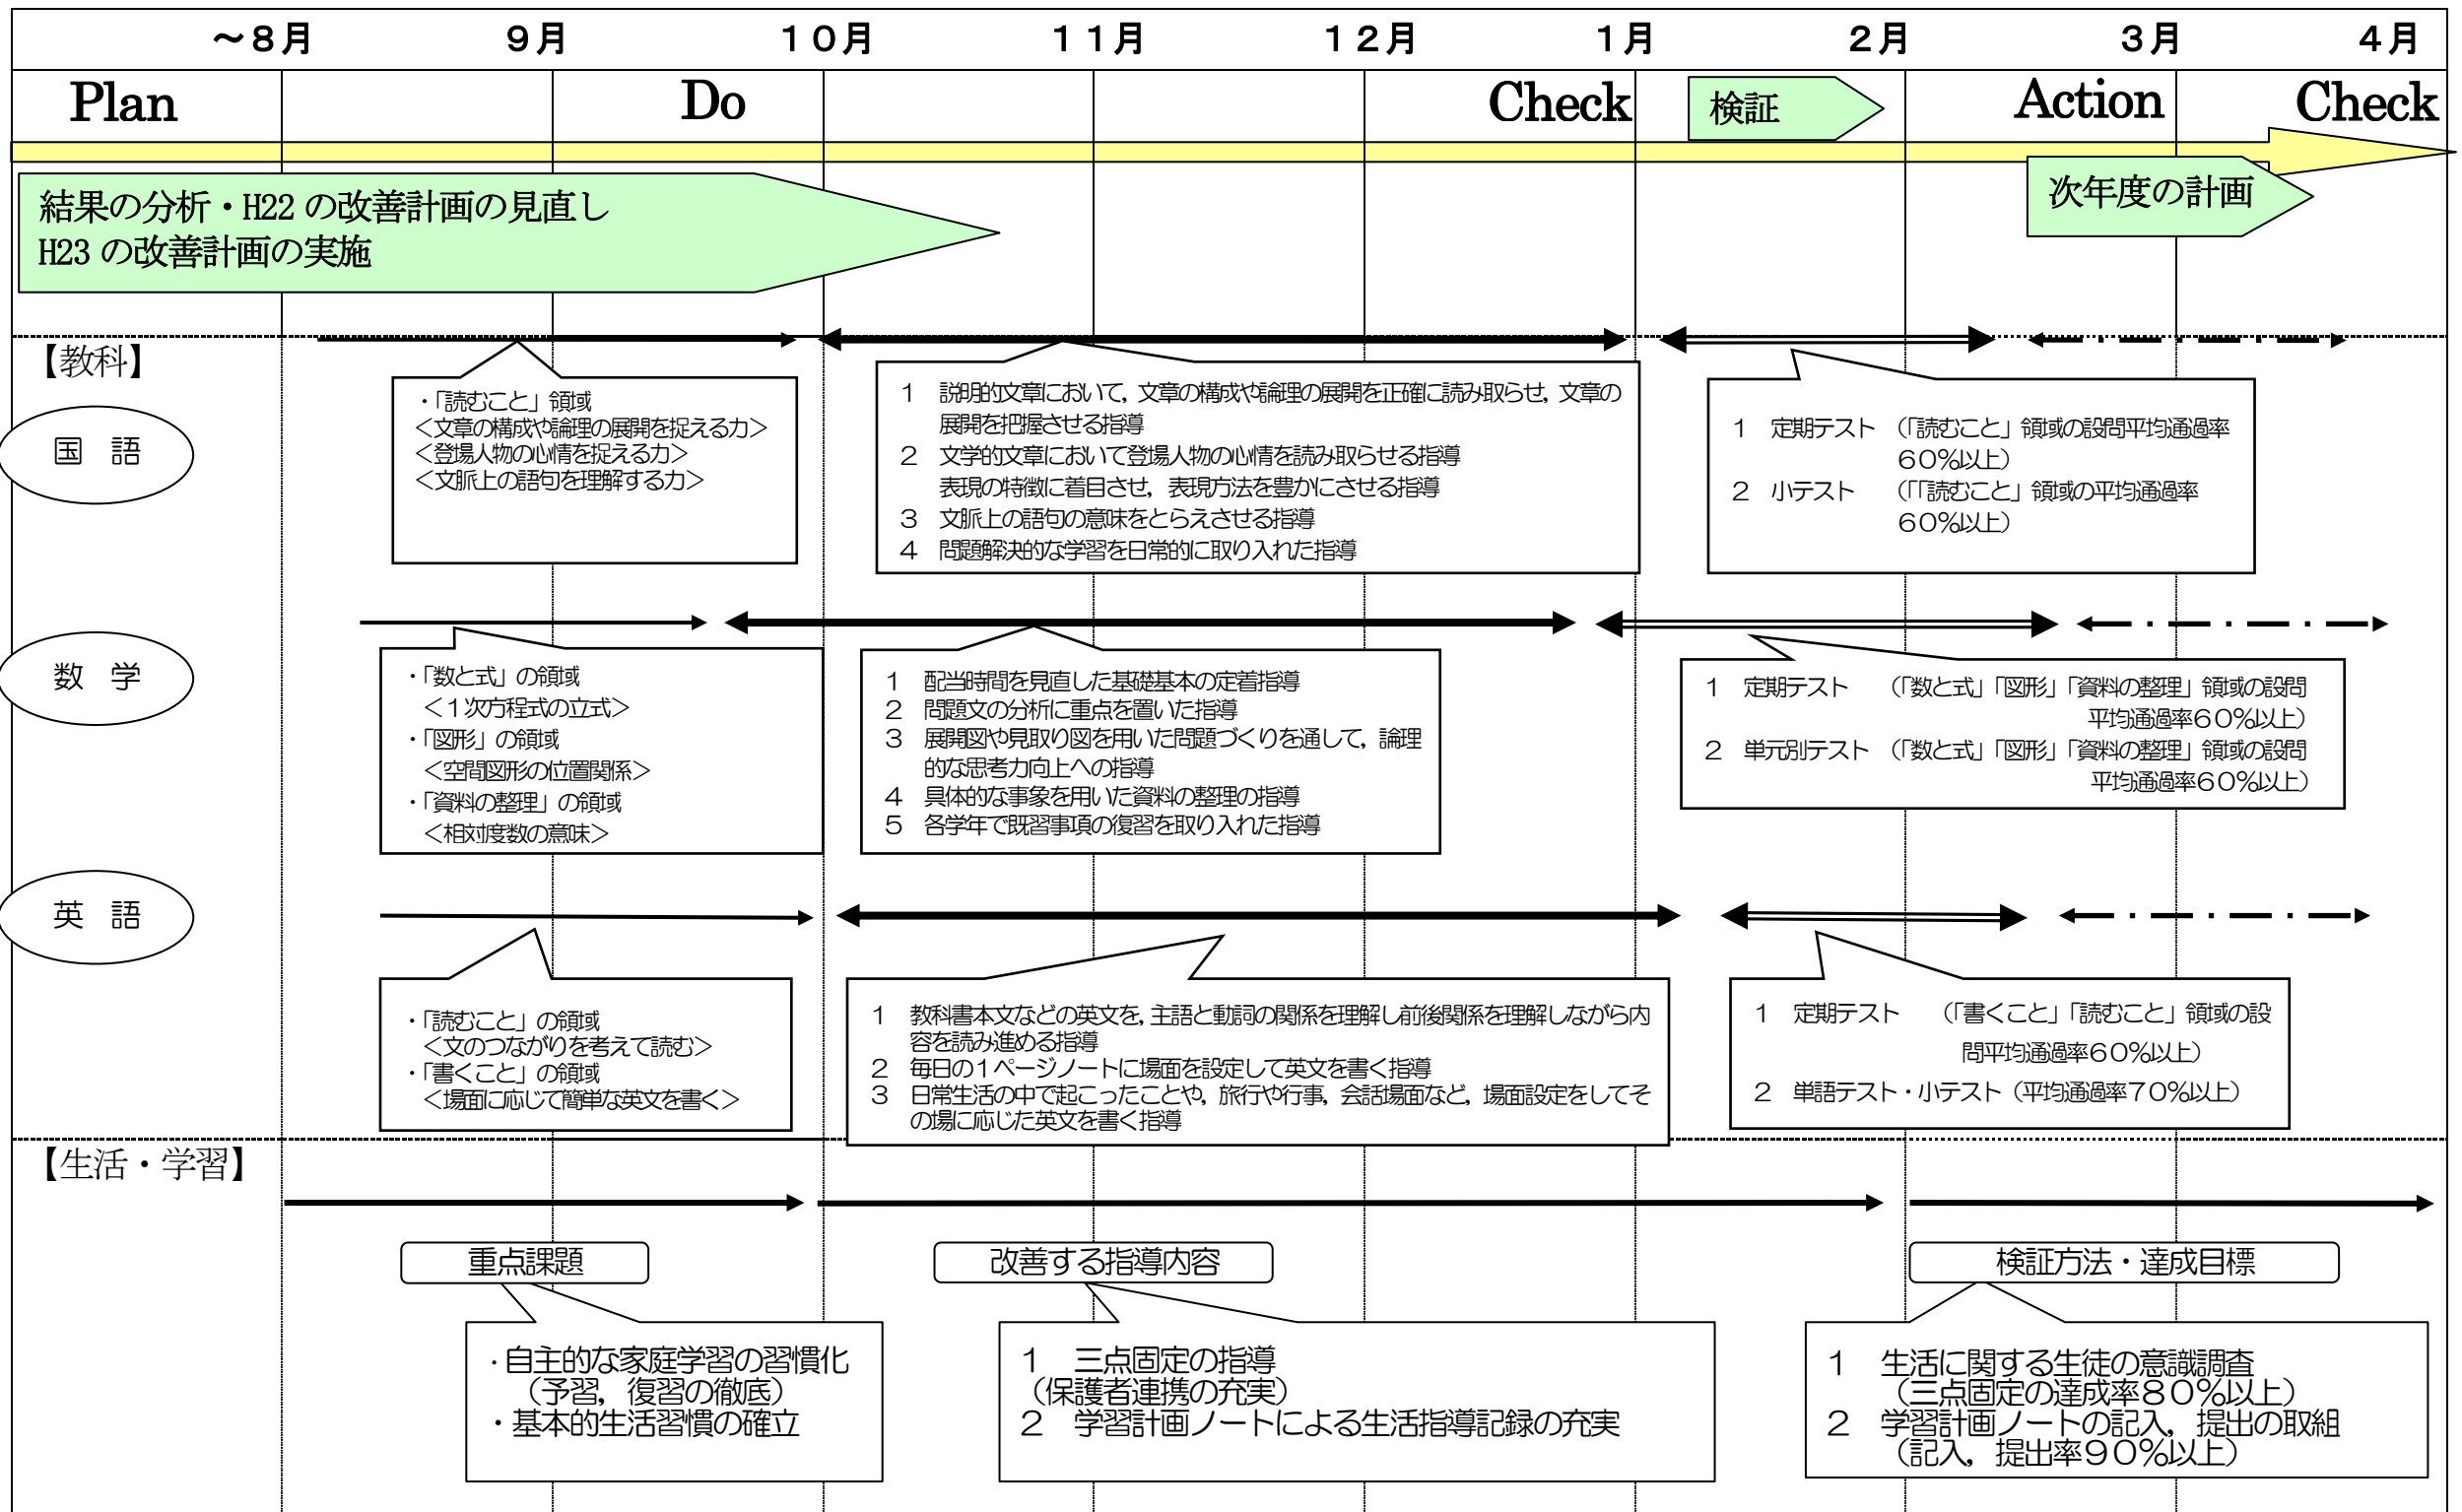 ～８月　９月　１０月　１１月　１２月　１月　２月　３月　４月
Plan　Do　Check　検証　Action　Check
結果の分析・H22 の改善計画の見直し
H23 の改善計画の実施
次年度の計画
【教科】
国　語
・「読むこと」領域
＜文章の構成や論理の展開を捉える力＞
＜登場人物の心情を捉える力＞
＜文脈上の語句を理解する力＞
１　説明的文章において，文章の構成や論理の展開を正確に読み取らせ，文章の
展開を把握させる指導
２　文学的文章において登場人物の心情を読み取らせる指導
表現の特徴に着目させ，表現方法を豊かにさせる指導
３　文脈上の語句の意味をとらえさせる指導
４　問題解決的な学習を日常的に取り入れた指導
１　定期テスト　（「読むこと」領域の設問平均通過率
６０％以上）
２　小テスト　（「「読むこと」領域の平均通過率
６０％以上）
数　学
・「数と式」の領域
＜１次方程式の立式＞
・「図形」の領域
＜空間図形の位置関係＞
・「資料の整理」の領域
＜相対度数の意味＞
１　配当時間を見直した基礎基本の定着指導
２　問題文の分析に重点を置いた指導
３　展開図や見取り図を用いた問題づくりを通して，論理
的な思考力向上への指導
４　具体的な事象を用いた資料の整理の指導
５　各学年で既習事項の復習を取り入れた指導
１　定期テスト　（「数と式」「図形」「資料の整理」領域の設問
平均通過率６０％以上）
２　単元別テスト　（「数と式」「図形」「資料の整理」領域の設問
平均通過率６０％以上）
英　語
・「読むこと」の領域
＜文のつながりを考えて読む＞
・「書くこと」の領域
＜場面に応じて簡単な英文を書く＞
１　教科書本文などの英文を，主語と動詞の関係を理解し前後関係を理解しながら内
容を読み進める指導
２　毎日の１ページノートに場面を設定して英文を書く指導
３　日常生活の中で起こったことや，旅行や行事，会話場面など，場面設定をしてそ
の場に応じた英文を書く指導
１　定期テスト　（「書くこと」「読むこと」領域の設
問平均通過率６０％以上）
２　単語テスト・小テスト（平均通過率７０％以上）
【生活・学習】
重点課題
・自主的な家庭学習の習慣化
（予習，復習の徹底）
・基本的生活習慣の確立
改善する指導内容
１　三点固定の指導
（保護者連携の充実）
２　学習計画ノートによる生活指導記録の充実
検証方法・達成目標
１　生活に関する生徒の意識調査
（三点固定の達成率８０％以上）
２　学習計画ノートの記入，提出の取組
（記入，提出率９０％以上）